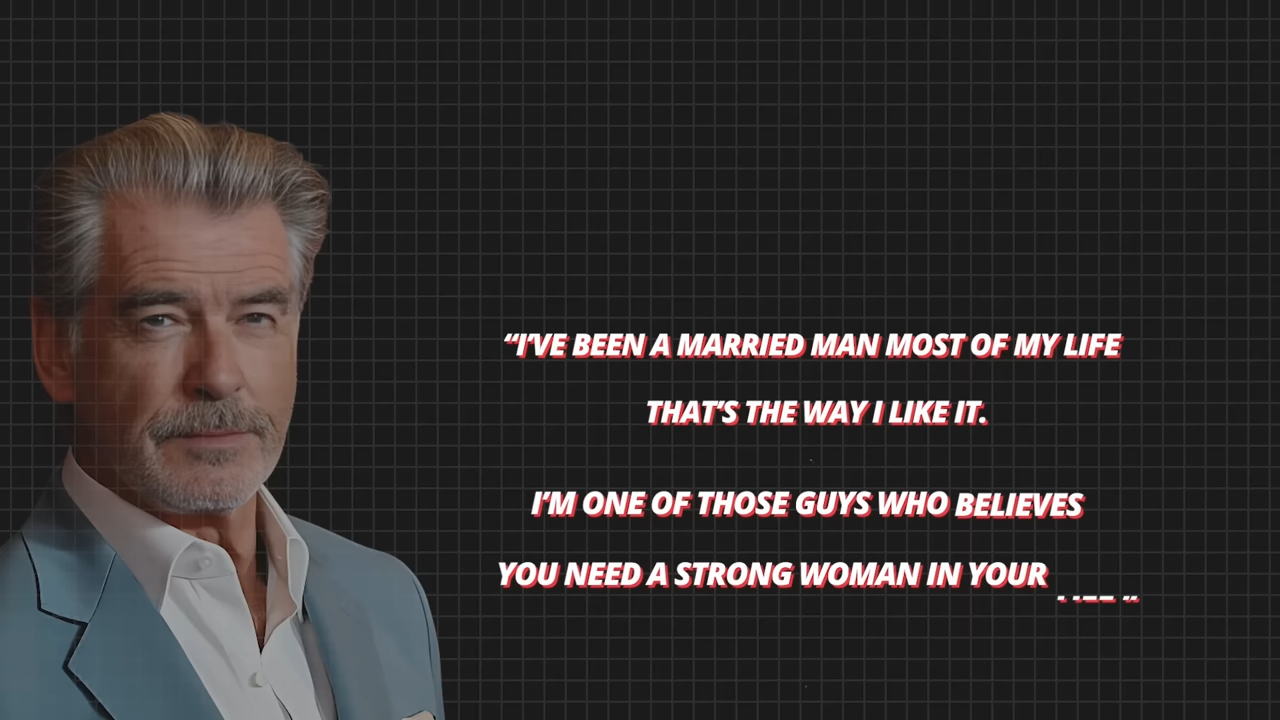 “I’VE BEEN A MARRIED MAN MOST OF MY LIFE
THAT’S THE WAY I LIKE IT.
I’M ONE OF THOSE GUYS WHO BELIEVES
YOU NEED A STRONG WOMAN IN YOUR